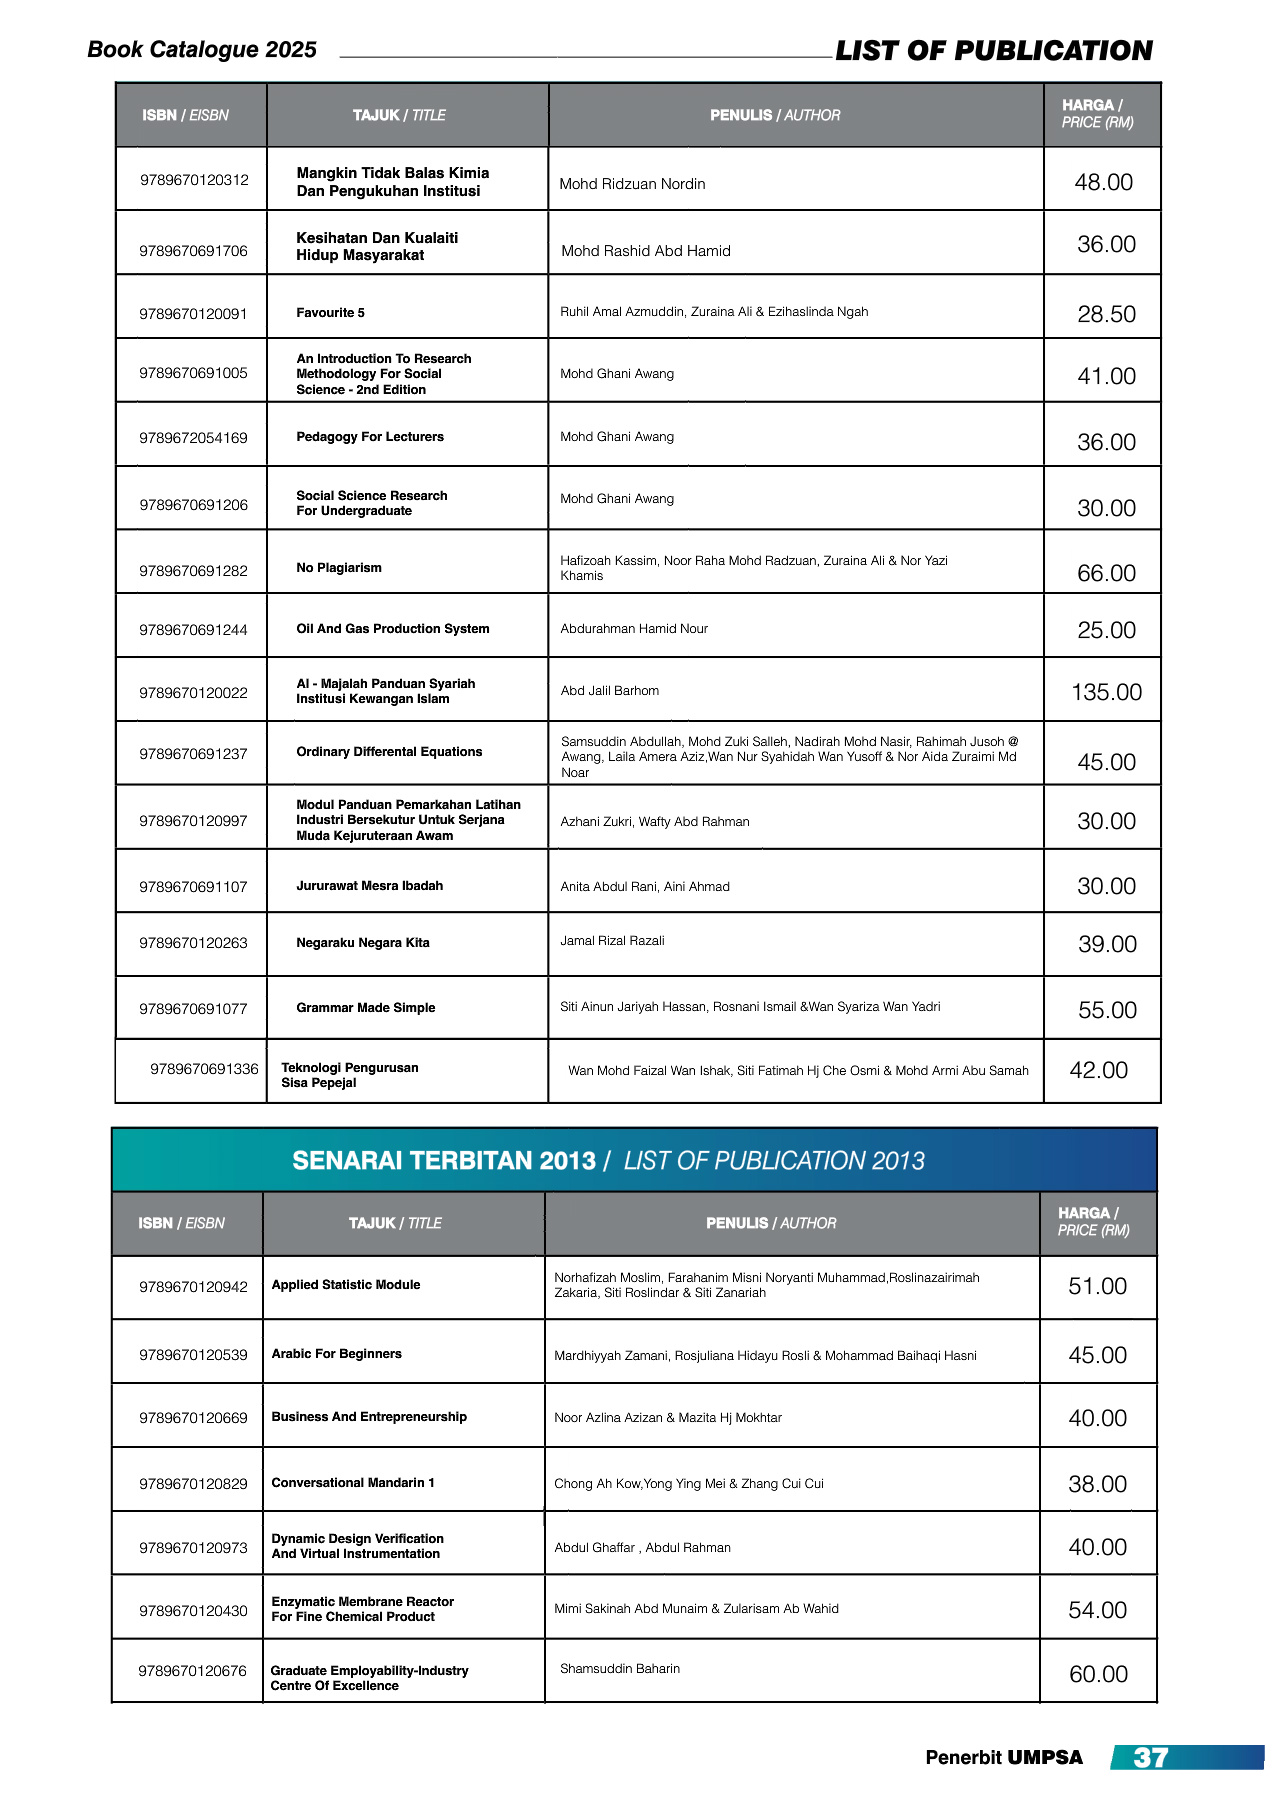 Book Catalogue 2025
LIST OF PUBLICATION
ISBN / EISBN
TAJUK / TITLE
PENULIS / AUTHOR
HARGA /
PRICE (RM)
9789670120312
Mangkin Tidak Balas Kimia
Dan Pengukuhan Institusi
Mohd Ridzuan Nordin
48.00
9789670691706
Kesihatan Dan Kualaiti
Hidup Masyarakat
Mohd Rashid Abd Hamid
36.00
9789670120091
Favourite 5
Ruhil Amal Azmuddin, Zuraina Ali & Ezihaslinda Ngah
28.50
9789670691005
An Introduction To Research
Methodology For Social
Science - 2nd Edition
Mohd Ghani Awang
41.00
9789672054169
Pedagogy For Lecturers
Mohd Ghani Awang
36.00
9789670691206
Social Science Research
For Undergraduate
Mohd Ghani Awang
30.00
9789670691282
No Plagiarism
Hafizoah Kassim, Noor Raha Mohd Radzuan, Zuraina Ali & Nor Yazi
Khamis
66.00
9789670691244
Oil And Gas Production System
Abdurahman Hamid Nour
25.00
9789670120022
Al - Majalah Panduan Syariah
Institusi Kewangan Islam
Abd Jalil Barhom
135.00
9789670691237
Ordinary Differental Equations
Samsuddin Abdullah, Mohd Zuki Salleh, Nadirah Mohd Nasir, Rahimah Jusoh @
Awang, Laila Amera Aziz,Wan Nur Syahidah Wan Yusoff & Nor Aida Zuraimi Md
Noar
45.00
9789670120997
Modul Panduan Pemarkahan Latihan
Industri Bersekutur Untuk Serjana
Muda Kejuruteraan Awam
Azhani Zukri, Wafty Abd Rahman
30.00
9789670691107
Jururawat Mesra Ibadah
Anita Abdul Rani, Aini Ahmad
30.00
9789670120263
Negaraku Negara Kita
Jamal Rizal Razali
39.00
9789670691077
Grammar Made Simple
Siti Ainun Jariyah Hassan, Rosnani Ismail &Wan Syariza Wan Yadri
55.00
9789670691336
Teknologi Pengurusan
Sisa Pepejal
Wan Mohd Faizal Wan Ishak, Siti Fatimah Hj Che Osmi & Mohd Armi Abu Samah
42.00
SENARAI TERBITAN 2013 / LIST OF PUBLICATION 2013
ISBN / EISBN
TAJUK / TITLE
PENULIS / AUTHOR
HARGA /
PRICE (RM)
9789670120942
Applied Statistic Module
Norhafizah Moslim, Farahanim Misni Noryanti Muhammad,Roslinazairimah
Zakaria, Siti Roslindar & Siti Zanariah
51.00
9789670120539
Arabic For Beginners
Mardhiyyah Zamani, Rosjuliana Hidayu Rosli & Mohammad Baihaqi Hasni
45.00
9789670120669
Business And Entrepreneurship
Noor Azlina Azizan & Mazita Hj Mokhtar
40.00
9789670120829
Conversational Mandarin 1
Chong Ah Kow,Yong Ying Mei & Zhang Cui Cui
38.00
9789670120973
Dynamic Design Verification
And Virtual Instrumentation
Abdul Ghaffar , Abdul Rahman
40.00
9789670120430
Enzymatic Membrane Reactor
For Fine Chemical Product
Mimi Sakinah Abd Munaim & Zularisam Ab Wahid
54.00
9789670120676
Graduate Employability-Industry
Centre Of Excellence
Shamsuddin Baharin
60.00
Penerbit UMPSA
37